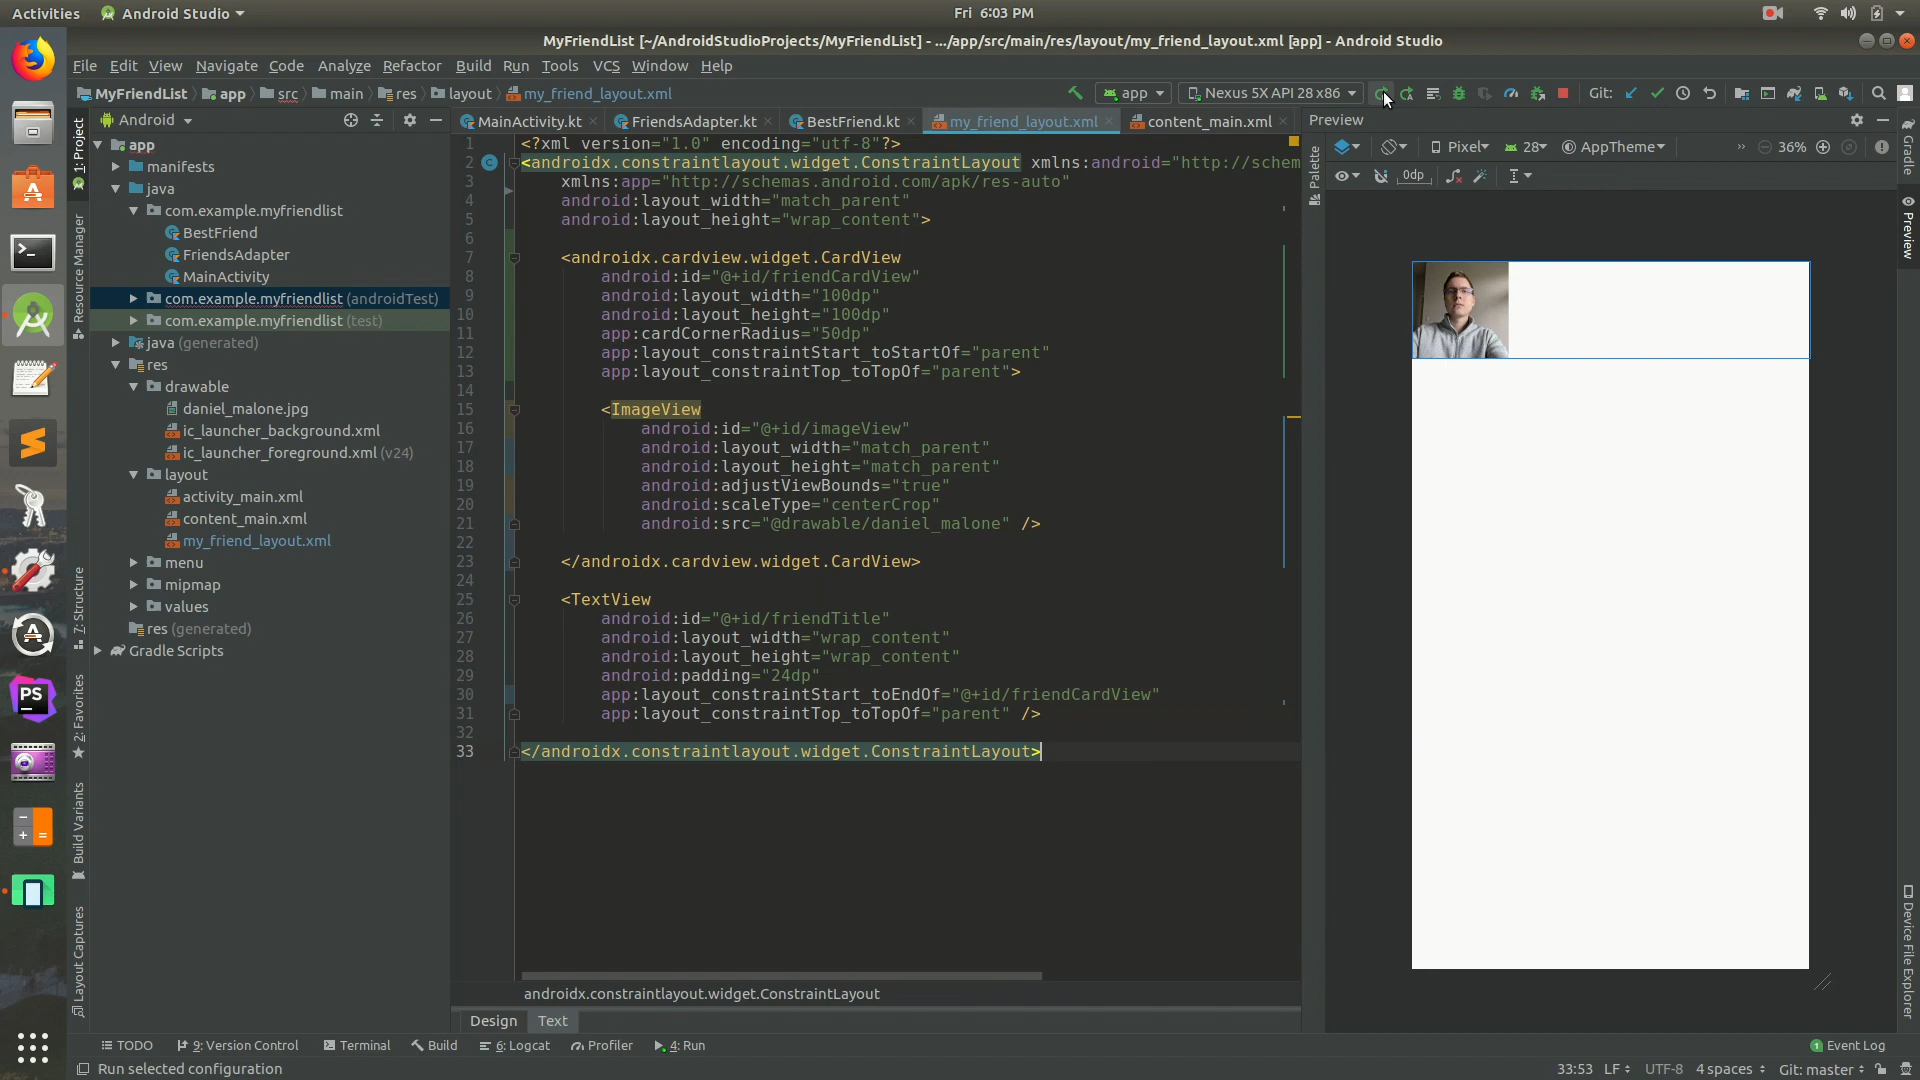 Activities Android Studio Fri 6:03 PM
MyFriendList [~/AndroidStudioProjects/MyFriendList] - .../app/src/main/res/layout/my_friend_layout.xml [app] - Android Studio
File Edit View Navigate Code Analyze Refactor Build Run Tools VCS Window Help
MyFriendList app src main res layout my_friend_layout.xml app Nexus 5X API 28 x86 Git:
Android MainActivity.kt FriendsAdapter.kt BestFriend.kt my_friend_layout.xml content_main.xml Preview
Pixel 28 AppTheme 36%
0dp
1: Project
Resource Manager
7: Structure
2: Favorites
Build Variants
Layout Captures
app
manifests
java
com.example.myfriendlist
BestFriend
FriendsAdapter
MainActivity
com.example.myfriendlist (androidTest)
com.example.myfriendlist (test)
java (generated)
res
drawable
daniel_malone.jpg
ic_launcher_background.xml
ic_launcher_foreground.xml (v24)
layout
activity_main.xml
content_main.xml
my_friend_layout.xml
menu
mipmap
values
res (generated)
Gradle Scripts
PS
1 <?xml version="1.0" encoding="utf-8"?>
2 <androidx.constraintlayout.widget.ConstraintLayout xmlns:android="http://schem
3 xmlns:app="http://schemas.android.com/apk/res-auto"
4 android:layout_width="match_parent"
5 android:layout_height="wrap_content">
6
7 <androidx.cardview.widget.CardView
8 android:id="@+id/friendCardView"
9 android:layout_width="100dp"
10 android:layout_height="100dp"
11 app:cardCornerRadius="50dp"
12 app:layout_constraintStart_toStartOf="parent"
13 app:layout_constraintTop_toTopOf="parent">
14
15 <ImageView
16 android:id="@+id/imageView"
17 android:layout_width="match_parent"
18 android:layout_height="match_parent"
19 android:adjustViewBounds="true"
20 android:scaleType="centerCrop"
21 android:src="@drawable/daniel_malone" />
22
23 </androidx.cardview.widget.CardView>
24
25 <TextView
26 android:id="@+id/friendTitle"
27 android:layout_width="wrap_content"
28 android:layout_height="wrap_content"
29 android:padding="24dp"
30 app:layout_constraintStart_toEndOf="@+id/friendCardView"
31 app:layout_constraintTop_toTopOf="parent" />
32
33 </androidx.constraintlayout.widget.ConstraintLayout>
androidx.constraintlayout.widget.ConstraintLayout
Design Text
Palette
Gradle
Preview
Device File Explorer
TODO 9: Version Control Terminal Build 6: Logcat Profiler 4: Run 1 Event Log
Run selected configuration 33:53 LF UTF-8 4 spaces Git: master